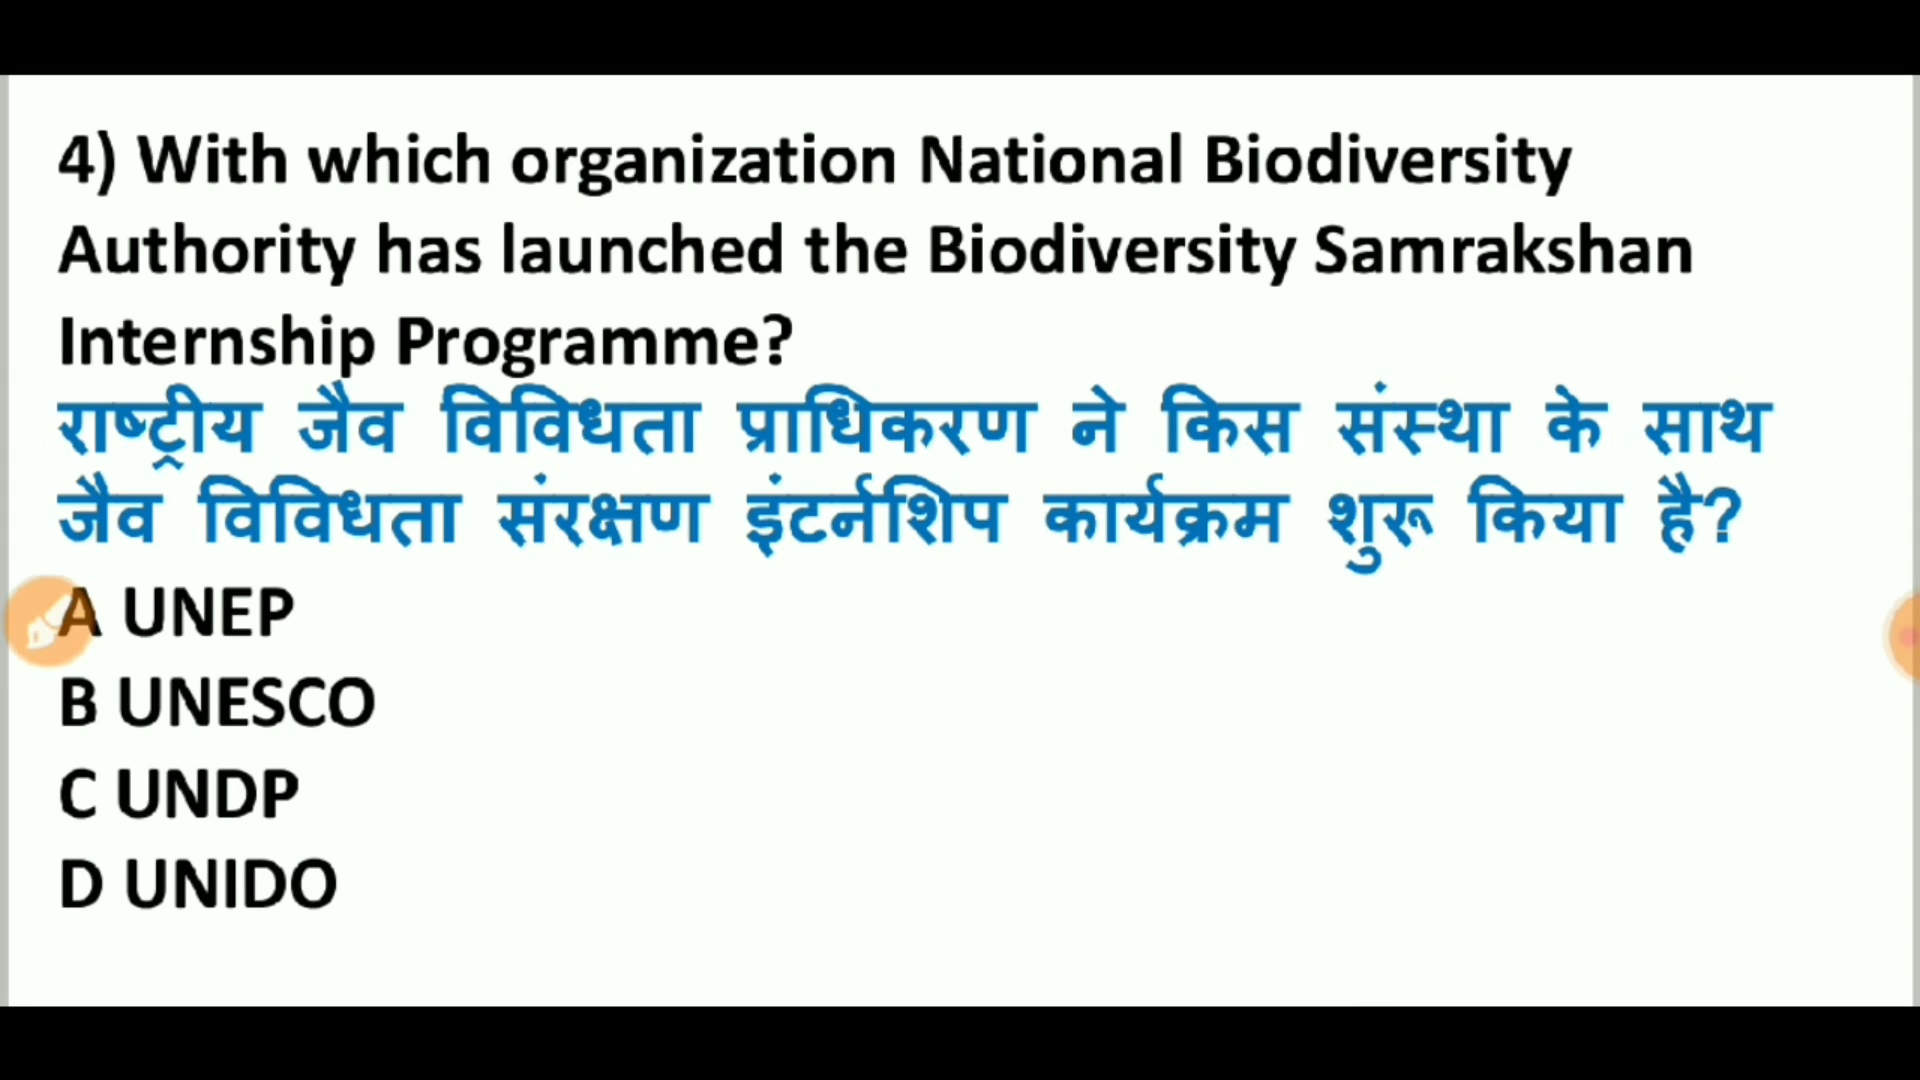 4) With which organization National Biodiversity
Authority has launched the Biodiversity Samrakshan
Internship Programme?
राष्ट्रीय जैव विविधता प्राधिकरण ने किस संस्था के साथ
जैव विविधता संरक्षण इंटर्नशिप कार्यक्रम शुरू किया है?
A UNEP
B UNESCO
C UNDP
D UNIDO